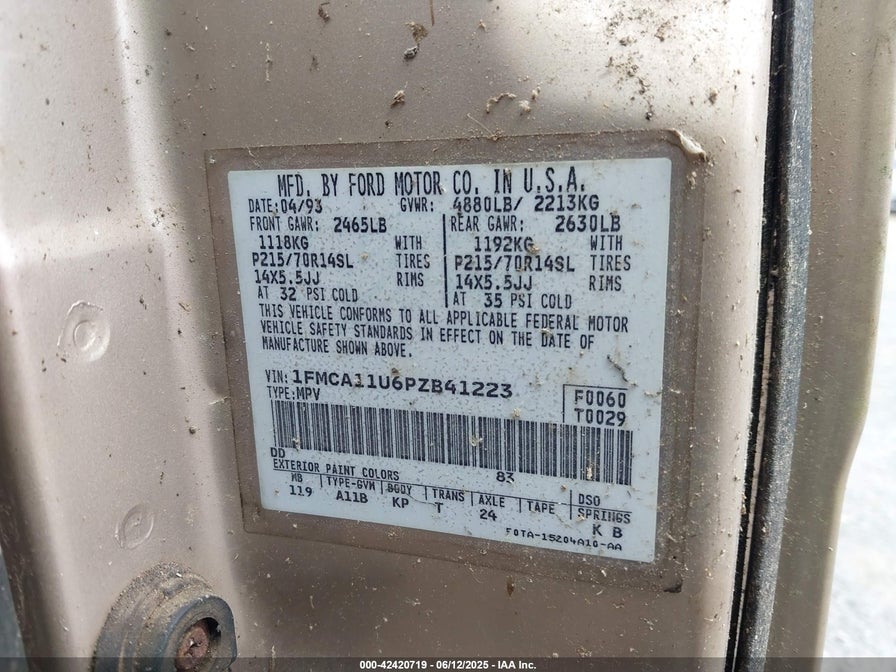 MFD. BY FORD MOTOR CO. IN U.S.A.
DATE: 04/93 GVWR: 4880LB/ 2213KG
FRONT GAWR: 2465LB REAR GAWR: 2630LB
1118KG WITH 1192KG WITH
P215/70R14SL TIRES P215/70R14SL TIRES
14X5.5JJ RIMS 14X5.5JJ RIMS
AT 32 PSI COLD AT 35 PSI COLD
THIS VEHICLE CONFORMS TO ALL APPLICABLE FEDERAL MOTOR
VEHICLE SAFETY STANDARDS IN EFFECT ON THE DATE OF
MANUFACTURE SHOWN ABOVE.
VIN: 1FMCA11U6PZB41223 F0060
TYPE: MPV T0029
DD 83
EXTERIOR PAINT COLORS DSO
WB TYPE-GVM BODY TRANS AXLE TAPE SPRINGS
119 A11B KP T 24 K B
F0TA-15204A10-AA
000-42420719 - 06/12/2025 - IAA Inc.